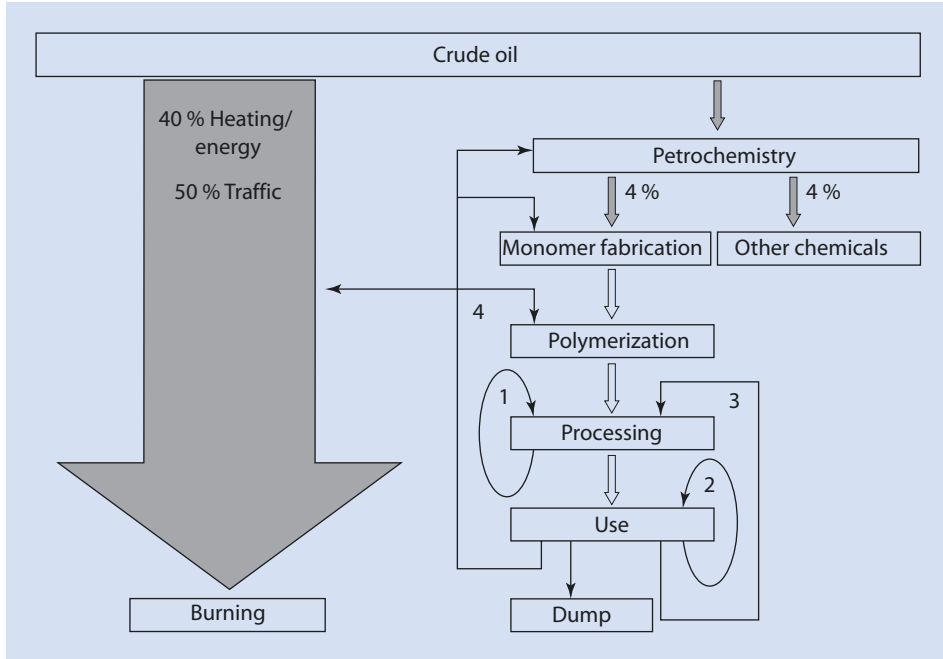 Crude oil
40 % Heating/
energy
50 % Traffic
Petrochemistry
4 %
4 %
Monomer fabrication
Other chemicals
4
Polymerization
1
3
Processing
2
Use
Burning
Dump